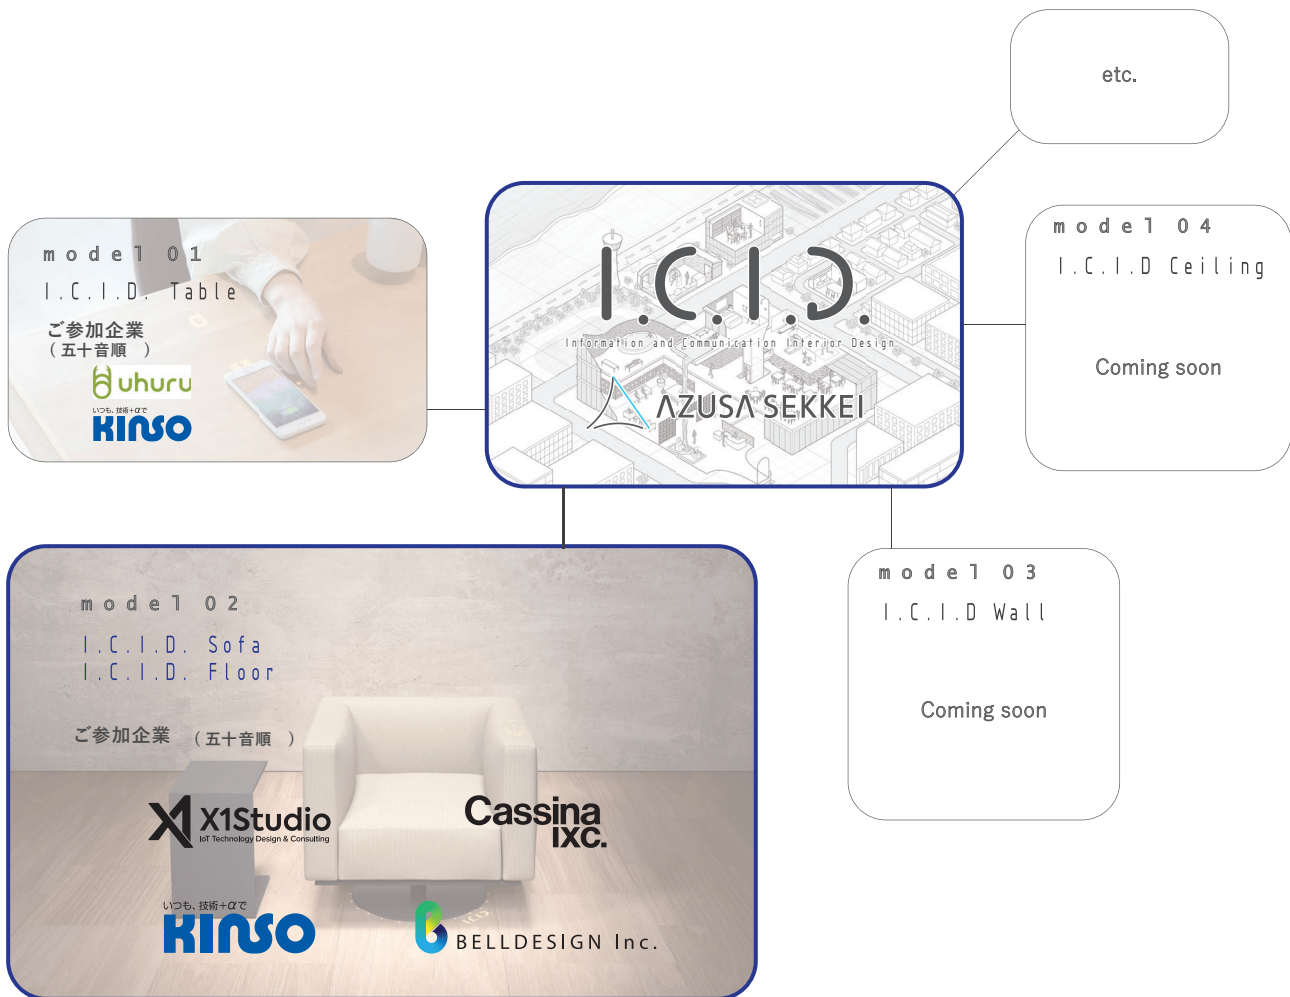 etc.
I.C.I.D.
Information and Communication Interior Design
AZUSA SEKKEI
model 01
I.C.I.D. Table
ご参加企業
(五十音順 )
uhuru
いつも、技術+αで
KINSO
model 04
I.C.I.D Ceiling
Coming soon
model 02
I.C.I.D. Sofa
I.C.I.D. Floor
ご参加企業 (五十音順 )
X1Studio
IoT Technology Design & Consulting
Cassina
IXC.
いつも、技術+αで
KINSO
BELLDESIGN Inc.
model 03
I.C.I.D Wall
Coming soon